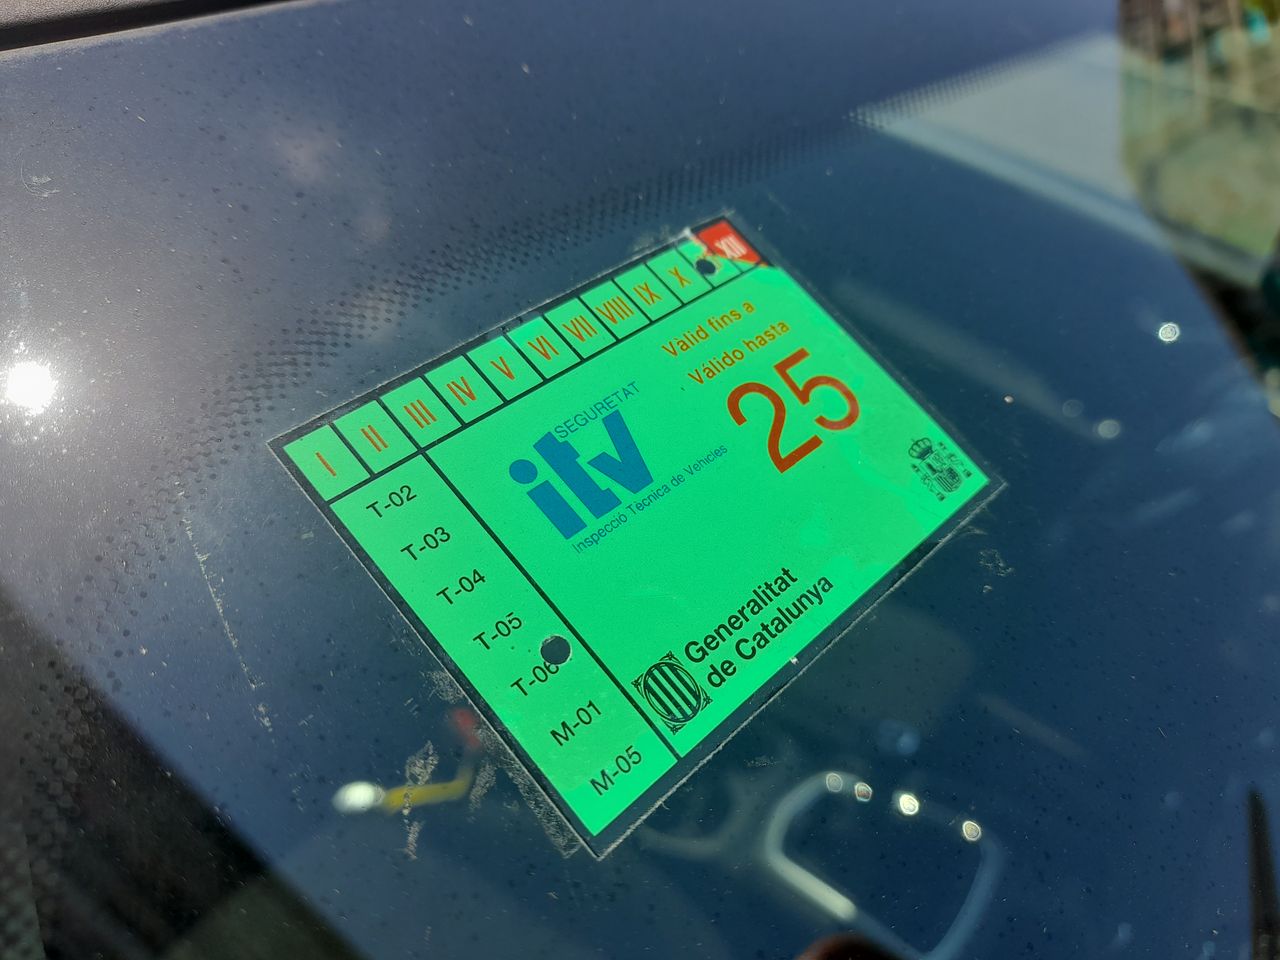 I II III IV V VI VII VIII IX X XII
Vàlid fins a
Válido hasta
25
SEGURETAT
itv
Inspecció Tècnica de Vehicles
T-02
T-03
T-04
T-05
T-06
M-01
M-05
Generalitat
de Catalunya